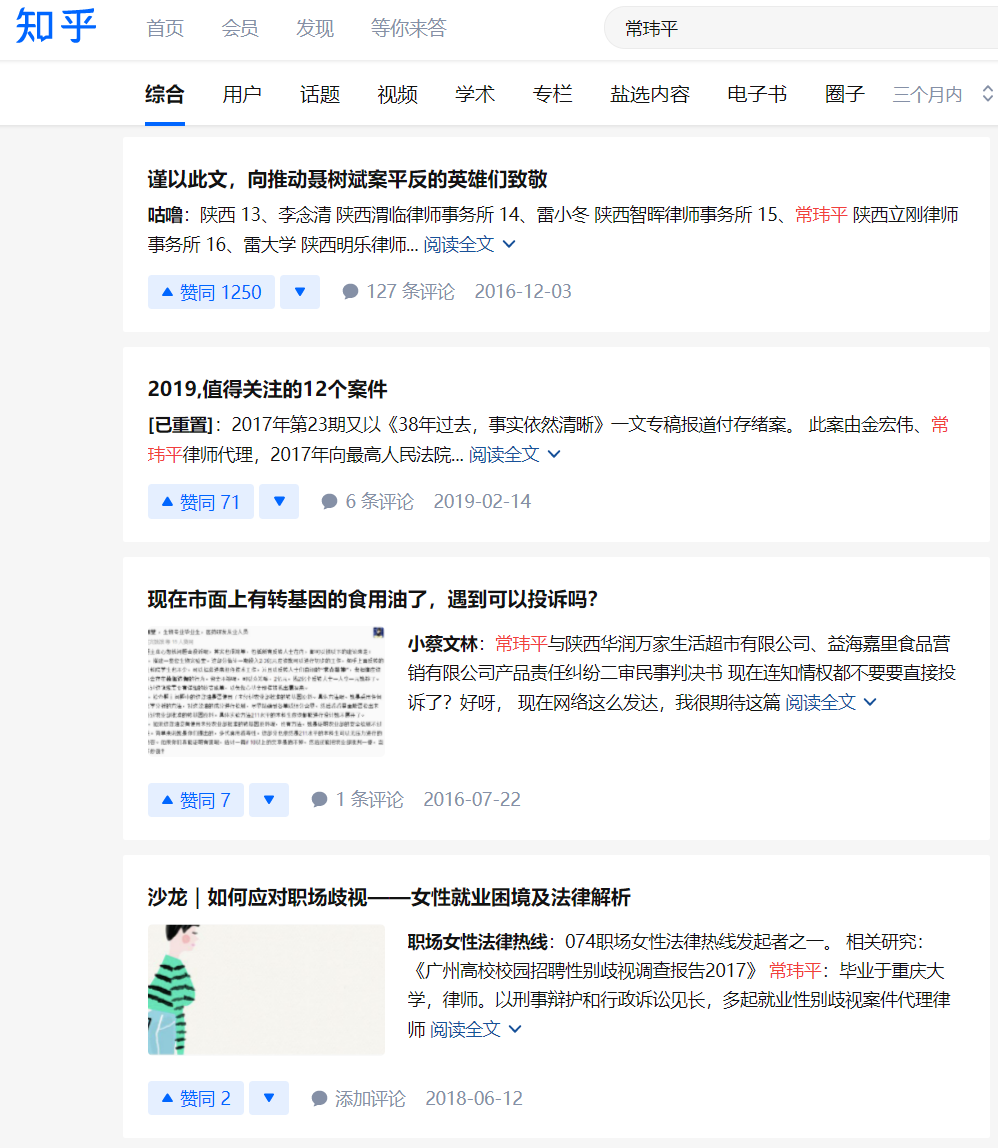 知乎 首页 会员 发现 等你来答 常玮平
综合 用户 话题 视频 学术 专栏 盐选内容 电子书 圈子 三个月内
谨以此文，向推动聂树斌案平反的英雄们致敬
咕噜：陕西 13、李念清 陕西渭临律师事务所 14、雷小冬 陕西智晖律师事务所 15、常玮平 陕西立刚律师
事务所 16、雷大学 陕西明乐律师... 阅读全文
赞同 1250 127 条评论 2016-12-03
2019,值得关注的12个案件
[已重置]：2017年第23期又以《38年过去，事实依然清晰》一文专稿报道付存绪案。 此案由金宏伟、常
玮平律师代理，2017年向最高人民法院... 阅读全文
赞同 71 6 条评论 2019-02-14
现在市面上有转基因的食用油了，遇到可以投诉吗？
小蔡文林：常玮平与陕西华润万家生活超市有限公司、益海嘉里食品营
销有限公司产品责任纠纷二审民事判决书 现在连知情权都不要要直接投
诉了？好呀， 现在网络这么发达，我很期待这篇 阅读全文
赞同 7 1 条评论 2016-07-22
沙龙｜如何应对职场歧视——女性就业困境及法律解析
职场女性法律热线：074职场女性法律热线发起者之一。 相关研究：
《广州高校校园招聘性别歧视调查报告2017》 常玮平：毕业于重庆大
学，律师。以刑事辩护和行政诉讼见长，多起就业性别歧视案件代理律
师 阅读全文
赞同 2 添加评论 2018-06-12